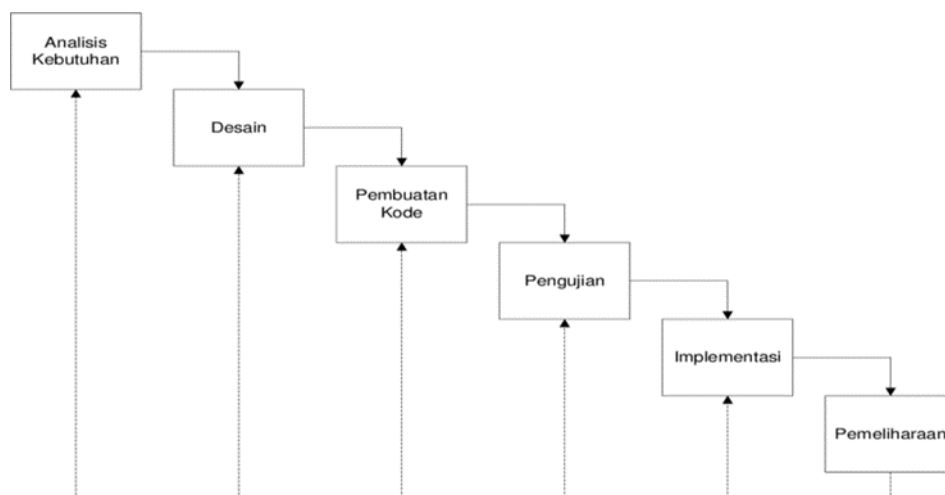 Analisis
Kebutuhan
Desain
Pembuatan
Kode
Pengujian
Implementasi
Pemeliharaan